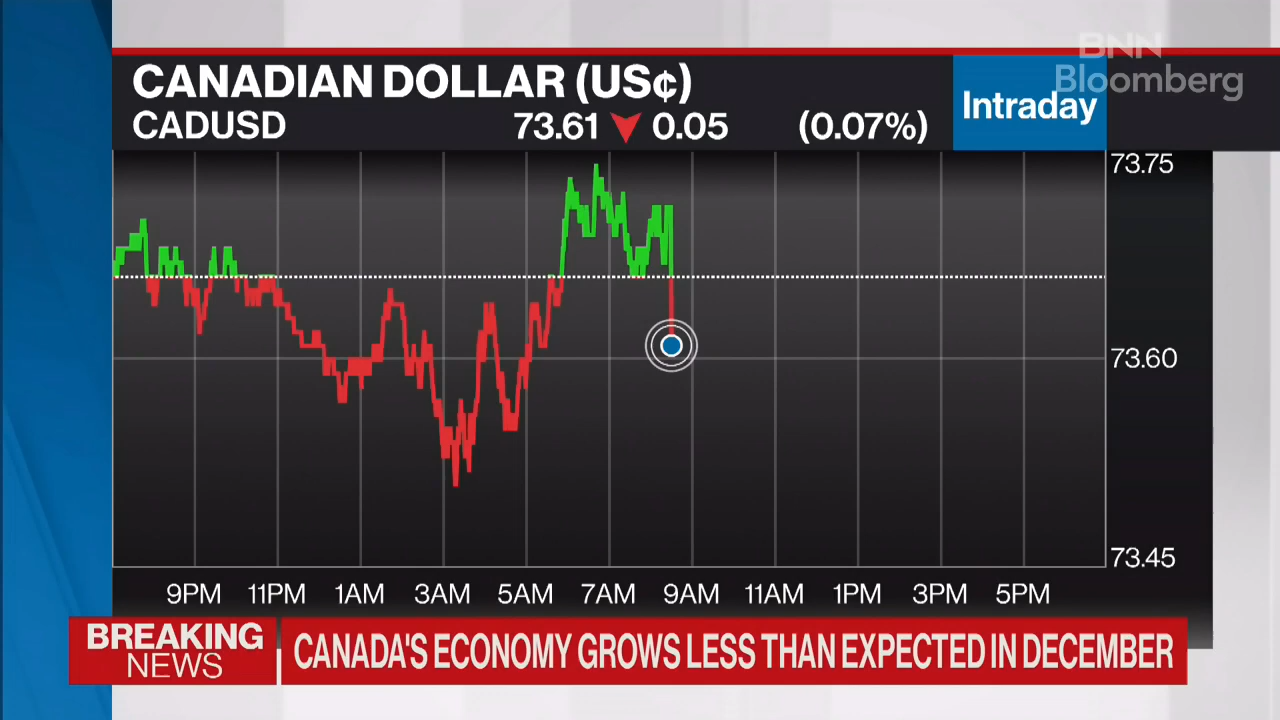 BNN
Bloomberg
CANADIAN DOLLAR (US¢)
CADUSD 73.61 ▼ 0.05 (0.07%)
Intraday
73.75
73.60
73.45
9PM 11PM 1AM 3AM 5AM 7AM 9AM 11AM 1PM 3PM 5PM
BREAKING
NEWS
CANADA'S ECONOMY GROWS LESS THAN EXPECTED IN DECEMBER